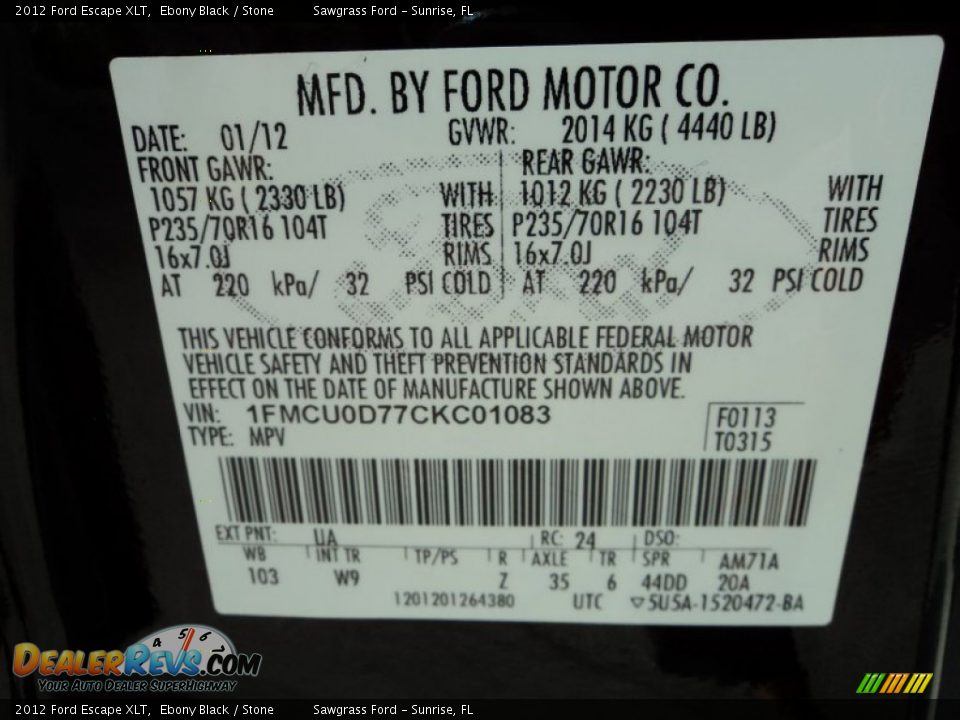 2012 Ford Escape XLT, Ebony Black / Stone Sawgrass Ford - Sunrise, FL
MFD. BY FORD MOTOR CO.
DATE: 01/12 GVWR: 2014 KG ( 4440 LB)
FRONT GAWR: REAR GAWR:
1057 KG ( 2330 LB) WITH 1012 KG ( 2230 LB) WITH
P235/70R16 104T TIRES P235/70R16 104T TIRES
16x7.0J RIMS 16x7.0J RIMS
AT 220 kPa/ 32 PSI COLD AT 220 kPa/ 32 PSI COLD
THIS VEHICLE CONFORMS TO ALL APPLICABLE FEDERAL MOTOR
VEHICLE SAFETY AND THEFT PREVENTION STANDARDS IN
EFFECT ON THE DATE OF MANUFACTURE SHOWN ABOVE.
VIN: 1FMCU0D77CKC01083 F0113
TYPE: MPV T0315
EXT PNT: UA RC: 24 DSO:
WB INT TR TP/PS R AXLE TR SPR AM71A
103 W9 Z 35 6 44DD 20A
1201201264380 UTC ▽5U5A-1520472-BA
4 5 6
DealerRevs.com
Your Auto Dealer SuperHighway
2012 Ford Escape XLT, Ebony Black / Stone Sawgrass Ford - Sunrise, FL